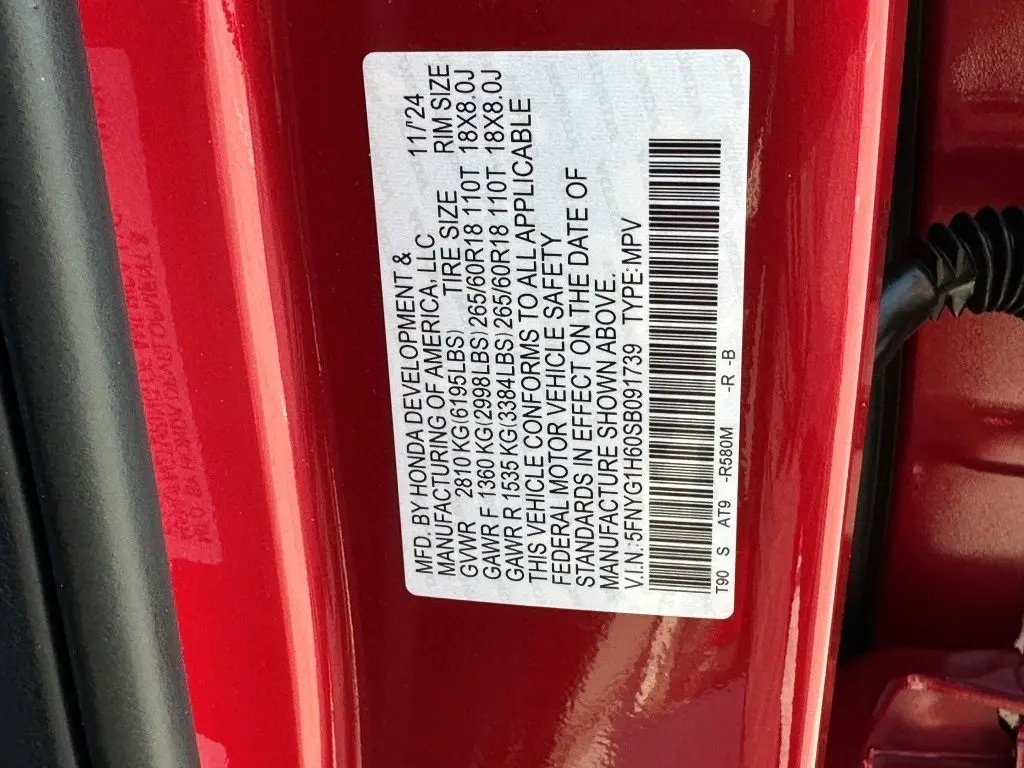 MFD. BY HONDA DEVELOPMENT &
MANUFACTURING OF AMERICA, LLC 11/'24
GVWR 2810 KG(6195LBS) TIRE SIZE RIM SIZE
GAWR F 1360 KG(2998LBS)265/60R18 110T 18X8.0J
GAWR R 1535 KG(3384LBS)265/60R18 110T 18X8.0J
THIS VEHICLE CONFORMS TO ALL APPLICABLE
FEDERAL MOTOR VEHICLE SAFETY
STANDARDS IN EFFECT ON THE DATE OF
MANUFACTURE SHOWN ABOVE.
V.I.N.:5FNYG1H60SB091739 TYPE:MPV
T90 S AT9 -R580M -R -B